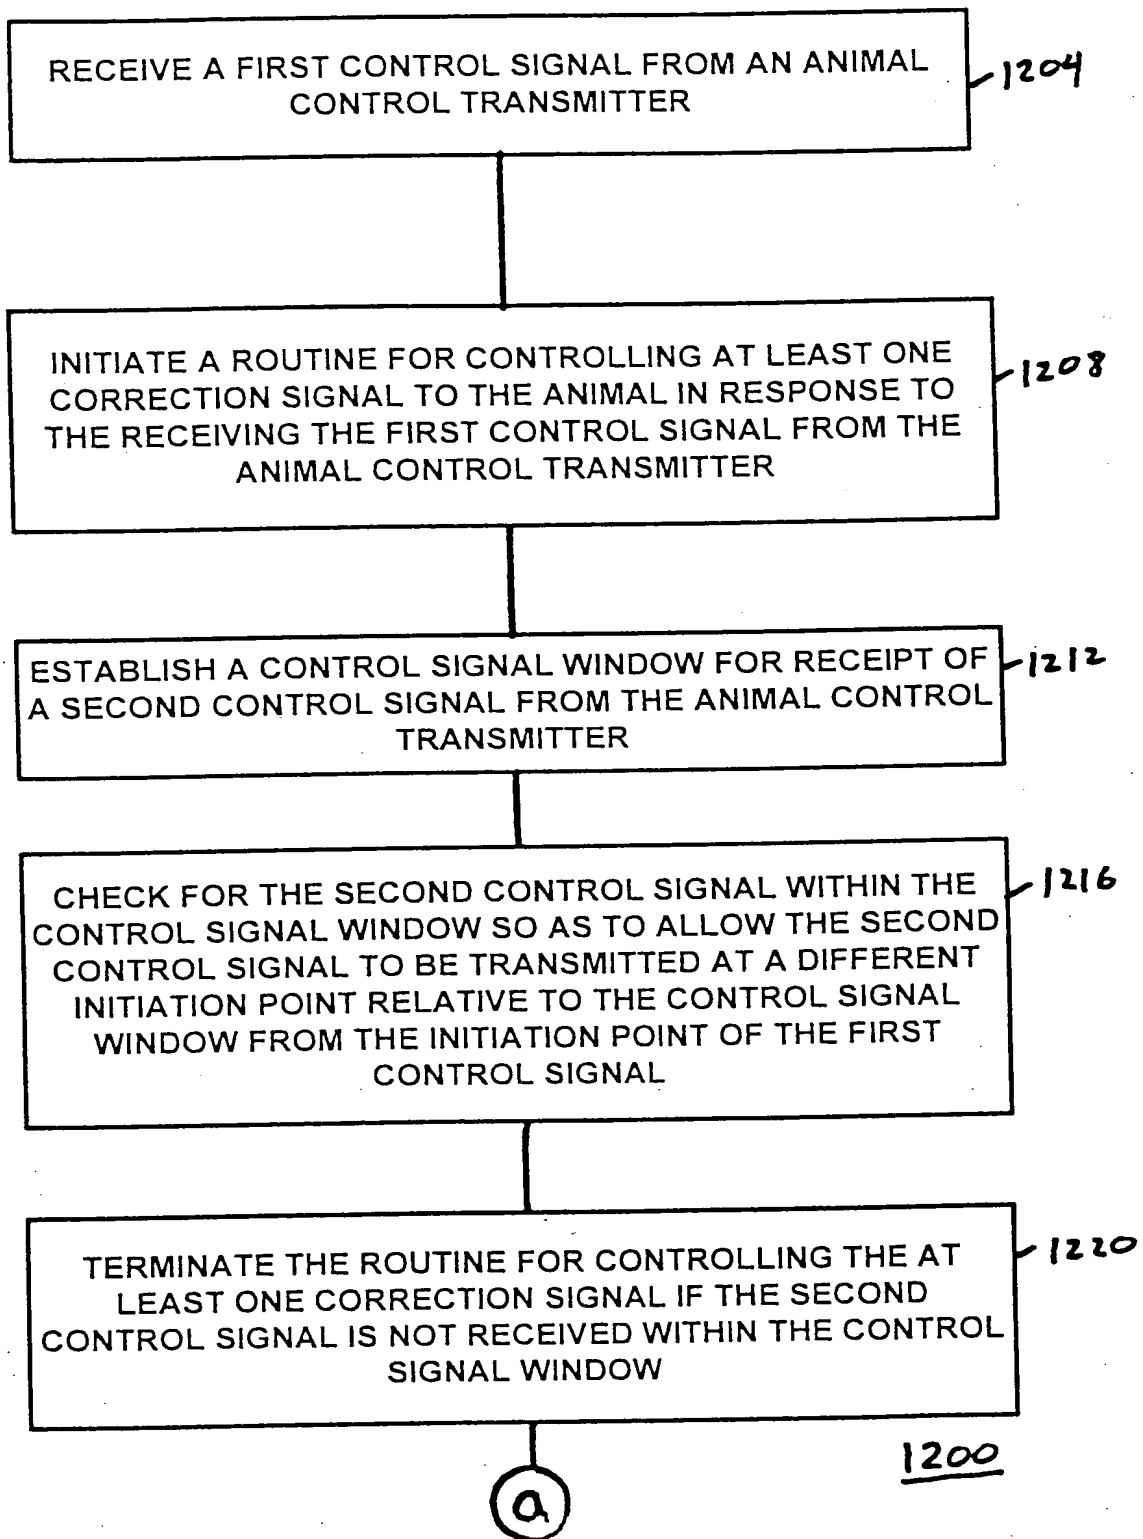 RECEIVE A FIRST CONTROL SIGNAL FROM AN ANIMAL
CONTROL TRANSMITTER
1204
INITIATE A ROUTINE FOR CONTROLLING AT LEAST ONE
CORRECTION SIGNAL TO THE ANIMAL IN RESPONSE TO
THE RECEIVING THE FIRST CONTROL SIGNAL FROM THE
ANIMAL CONTROL TRANSMITTER
1208
ESTABLISH A CONTROL SIGNAL WINDOW FOR RECEIPT OF
A SECOND CONTROL SIGNAL FROM THE ANIMAL CONTROL
TRANSMITTER
1212
CHECK FOR THE SECOND CONTROL SIGNAL WITHIN THE
CONTROL SIGNAL WINDOW SO AS TO ALLOW THE SECOND
CONTROL SIGNAL TO BE TRANSMITTED AT A DIFFERENT
INITIATION POINT RELATIVE TO THE CONTROL SIGNAL
WINDOW FROM THE INITIATION POINT OF THE FIRST
CONTROL SIGNAL
1216
TERMINATE THE ROUTINE FOR CONTROLLING THE AT
LEAST ONE CORRECTION SIGNAL IF THE SECOND
CONTROL SIGNAL IS NOT RECEIVED WITHIN THE CONTROL
SIGNAL WINDOW
1220
1200
a